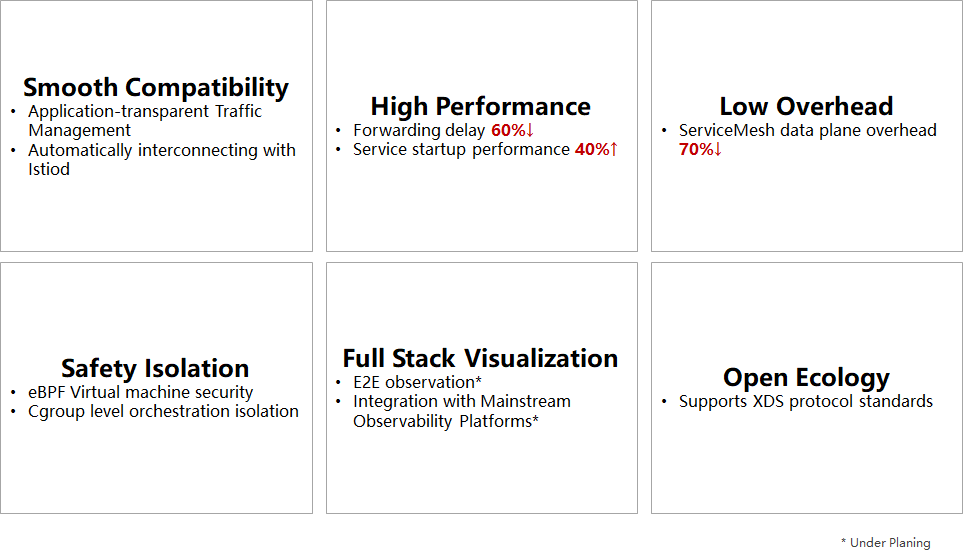 Smooth Compatibility
• Application-transparent Traffic
Management
• Automatically interconnecting with
Istiod
High Performance
• Forwarding delay 60%↓
• Service startup performance 40%↑
Low Overhead
• ServiceMesh data plane overhead
70%↓
Safety Isolation
• eBPF Virtual machine security
• Cgroup level orchestration isolation
Full Stack Visualization
• E2E observation*
• Integration with Mainstream
Observability Platforms*
Open Ecology
• Supports XDS protocol standards
* Under Planing